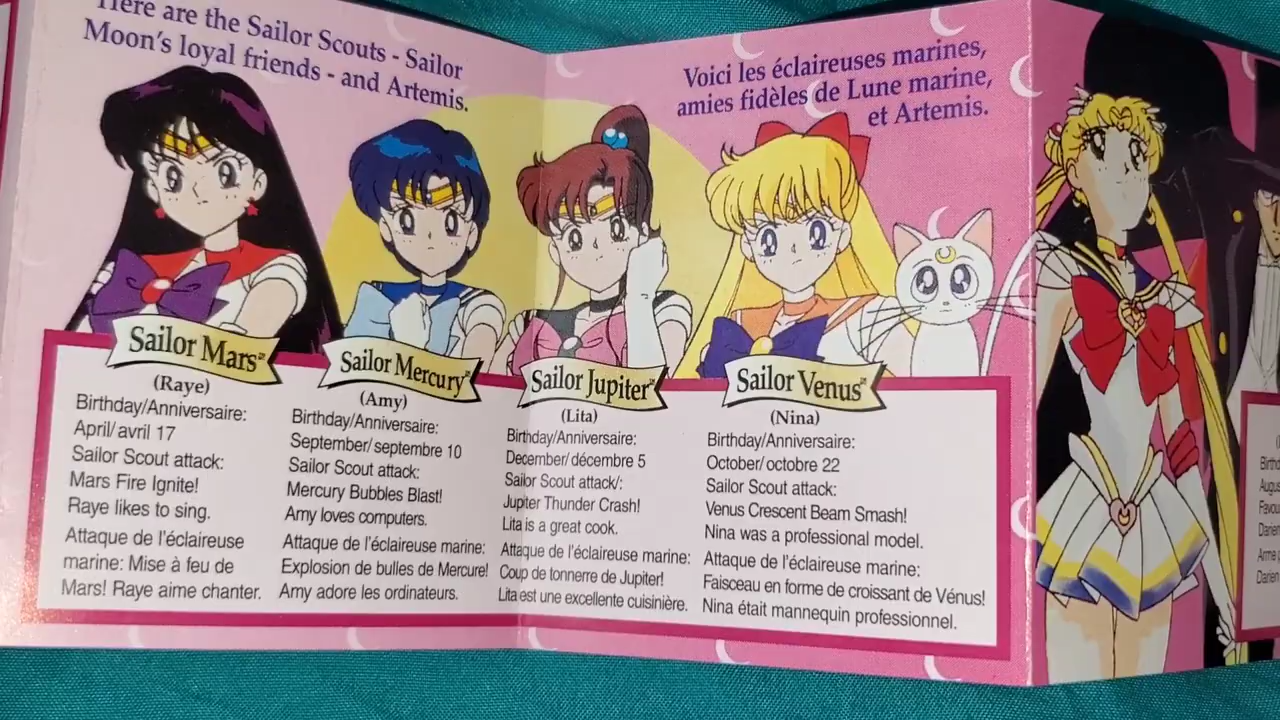 Here are the Sailor Scouts - Sailor
Moon's loyal friends - and Artemis.
Voici les éclaireuses marines,
amies fidèles de Lune marine,
et Artemis.
Sailor Mars
(Raye)
Birthday/Anniversaire:
April/avril 17
Sailor Scout attack:
Mars Fire Ignite!
Raye likes to sing.
Attaque de l'éclaireuse
marine: Mise à feu de
Mars! Raye aime chanter.
Sailor Mercury
(Amy)
Birthday/Anniversaire:
September/septembre 10
Sailor Scout attack:
Mercury Bubbles Blast!
Amy loves computers.
Attaque de l'éclaireuse marine:
Explosion de bulles de Mercure!
Amy adore les ordinateurs.
Sailor Jupiter
(Lita)
Birthday/Anniversaire:
December/décembre 5
Sailor Scout attack/:
Jupiter Thunder Crash!
Lita is a great cook.
Attaque de l'éclaireuse marine:
Coup de tonnerre de Jupiter!
Lita est une excellente cuisinière.
Sailor Venus
(Nina)
Birthday/Anniversaire:
October/octobre 22
Sailor Scout attack:
Venus Crescent Beam Smash!
Nina was a professional model.
Attaque de l'éclaireuse marine:
Faisceau en forme de croissant de Vénus!
Nina était mannequin professionnel.
Birth
Augus
Favou
Darien
Arme
Darien